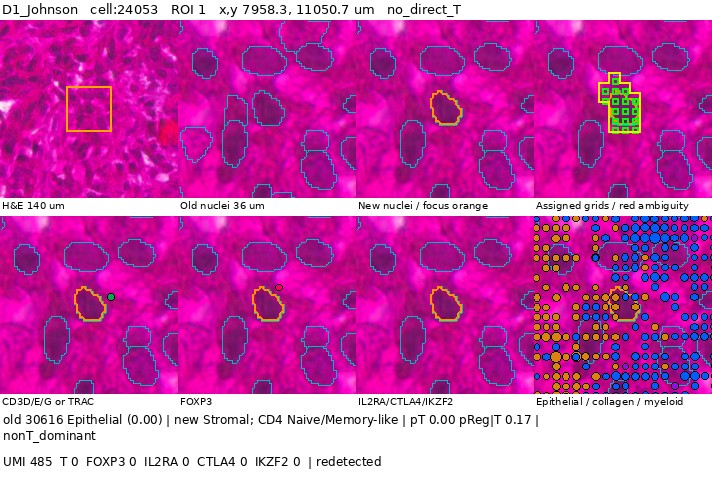 D1_Johnson   cell:24053   ROI 1   x,y 7958.3, 11050.7 um   no_direct_T
H&E 140 um
Old nuclei 36 um
New nuclei / focus orange
Assigned grids / red ambiguity
CD3D/E/G or TRAC
FOXP3
IL2RA/CTLA4/IKZF2
Epithelial / collagen / myeloid
old 30616 Epithelial (0.00) | new Stromal; CD4 Naive/Memory-like | pT 0.00 pReg|T 0.17 |
nonT_dominant
UMI 485  T 0  FOXP3 0  IL2RA 0  CTLA4 0  IKZF2 0  | redetected